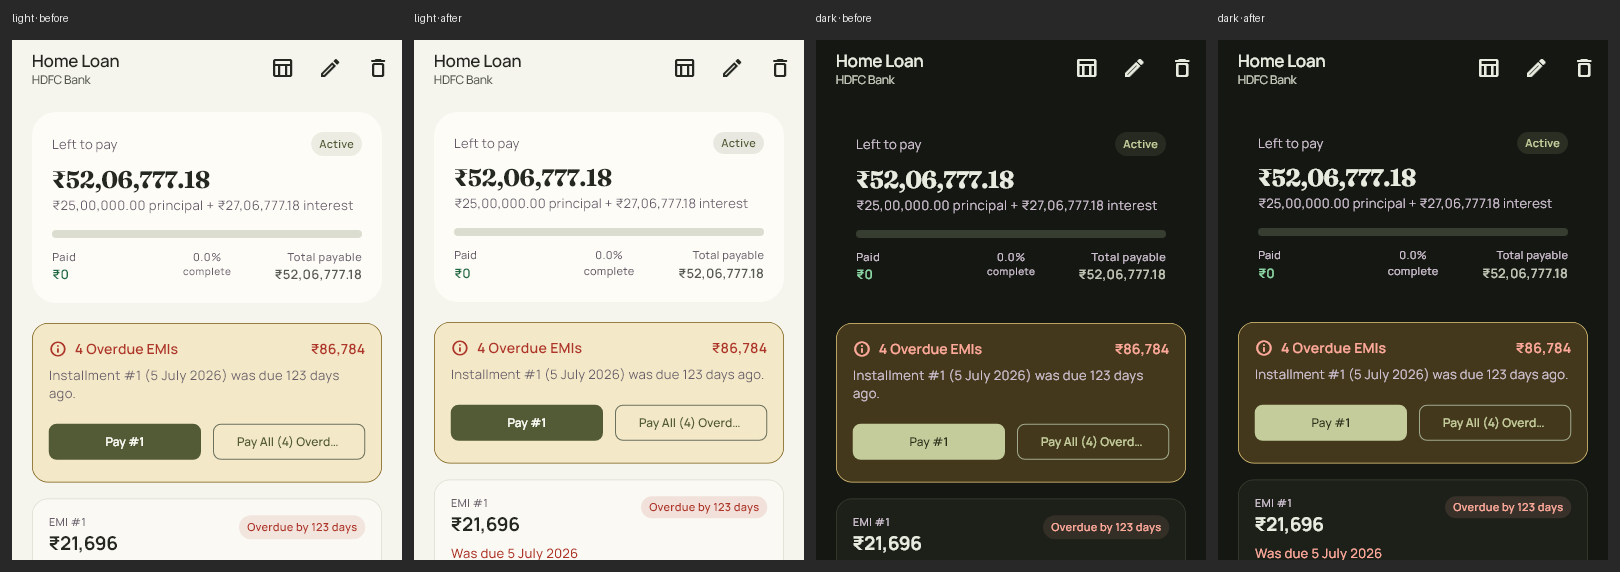 light·before
Home Loan
HDFC Bank
Left to pay
Active
₹52,06,777.18
₹25,00,000.00 principal + ₹27,06,777.18 interest
Paid
0.0%
Total payable
₹0
complete
₹52,06,777.18
4 Overdue EMIs
₹86,784
Installment #1 (5 July 2026) was due 123 days
ago.
Pay #1
Pay All (4) Overd...
EMI #1
Overdue by 123 days
₹21,696
light·after
Home Loan
HDFC Bank
Left to pay
Active
₹52,06,777.18
₹25,00,000.00 principal + ₹27,06,777.18 interest
Paid
0.0%
Total payable
₹0
complete
₹52,06,777.18
4 Overdue EMIs
₹86,784
Installment #1 (5 July 2026) was due 123 days ago.
Pay #1
Pay All (4) Overd...
EMI #1
Overdue by 123 days
₹21,696
Was due 5 July 2026
dark·before
Home Loan
HDFC Bank
Left to pay
Active
₹52,06,777.18
₹25,00,000.00 principal + ₹27,06,777.18 interest
Paid
0.0%
Total payable
₹0
complete
₹52,06,777.18
4 Overdue EMIs
₹86,784
Installment #1 (5 July 2026) was due 123 days
ago.
Pay #1
Pay All (4) Overd...
EMI #1
Overdue by 123 days
₹21,696
dark·after
Home Loan
HDFC Bank
Left to pay
Active
₹52,06,777.18
₹25,00,000.00 principal + ₹27,06,777.18 interest
Paid
0.0%
Total payable
₹0
complete
₹52,06,777.18
4 Overdue EMIs
₹86,784
Installment #1 (5 July 2026) was due 123 days ago.
Pay #1
Pay All (4) Overd...
EMI #1
Overdue by 123 days
₹21,696
Was due 5 July 2026